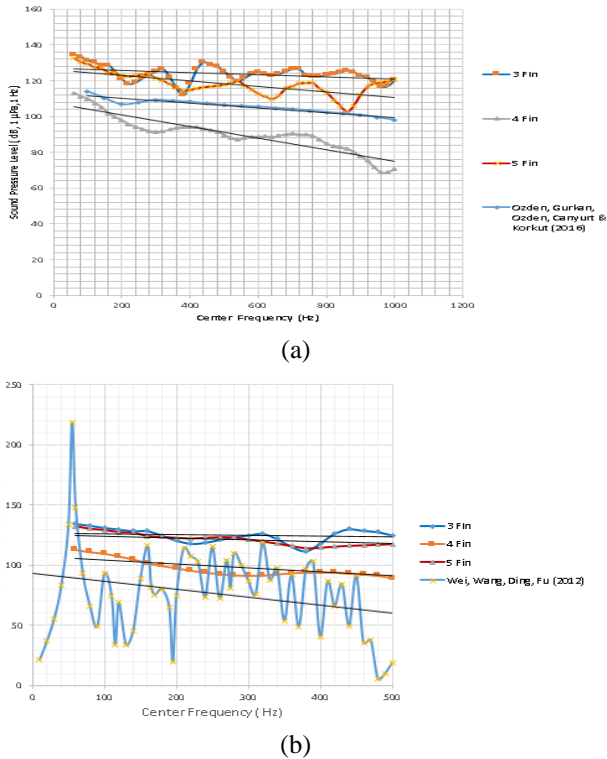 160
140
120
100
80
60
40
20
0
Sound Pressure Level (dB, 1 µPa,1 Hz)
0 200 400 600 800 1000 1200
Center Frequency (Hz)
3 Fin
4 Fin
5 Fin
Ozden, Gurkan,
Ozden, Canyurt &
Korkut (2016)
(a)
250
200
150
100
50
0
0 100 200 300 400 500
Center Frequency ( Hz)
3 Fin
4 Fin
5 Fin
Wei, Wang, Ding, Fu (2012)
(b)